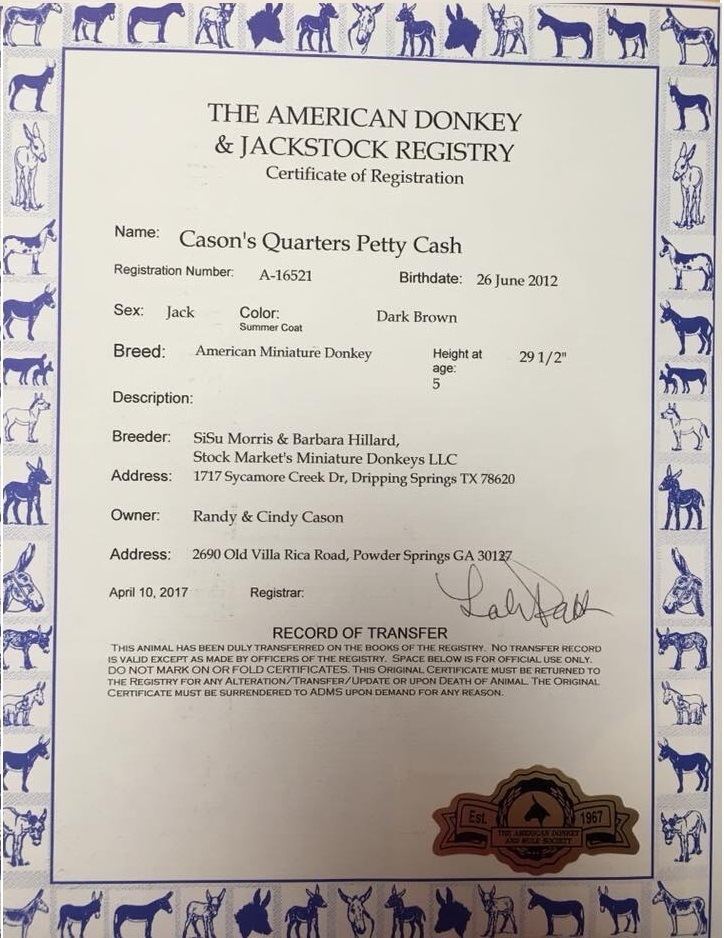 THE AMERICAN DONKEY
& JACKSTOCK REGISTRY
Certificate of Registration
Name: Cason's Quarters Petty Cash
Registration Number: A-16521 Birthdate: 26 June 2012
Sex: Jack Color: Dark Brown
Summer Coat
Breed: American Miniature Donkey Height at 29 1/2"
age:
5
Description:
Breeder: SiSu Morris & Barbara Hillard,
Stock Market's Miniature Donkeys LLC
Address: 1717 Sycamore Creek Dr, Dripping Springs TX 78620
Owner: Randy & Cindy Cason
Address: 2690 Old Villa Rica Road, Powder Springs GA 30127
April 10, 2017 Registrar:
RECORD OF TRANSFER
THIS ANIMAL HAS BEEN DULY TRANSFERRED ON THE BOOKS OF THE REGISTRY. NO TRANSFER RECORD
IS VALID EXCEPT AS MADE BY OFFICERS OF THE REGISTRY. SPACE BELOW IS FOR OFFICIAL USE ONLY.
DO NOT MARK ON OR FOLD CERTIFICATES. THIS ORIGINAL CERTIFICATE MUST BE RETURNED TO
THE REGISTRY FOR ANY ALTERATION/TRANSFER/UPDATE OR UPON DEATH OF ANIMAL. THE ORIGINAL
CERTIFICATE MUST BE SURRENDERED TO ADMS UPON DEMAND FOR ANY REASON.
Est. 1967
THE AMERICAN DONKEY
AND MULE SOCIETY